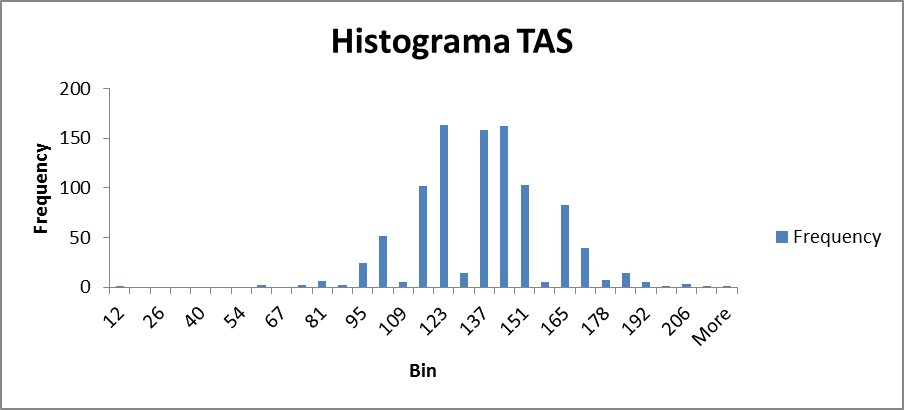 Histograma TAS
200
150
100
50
0
Frequency
12 26 40 54 67 81 95 109 123 137 151 165 178 192 206 More
Bin
Frequency